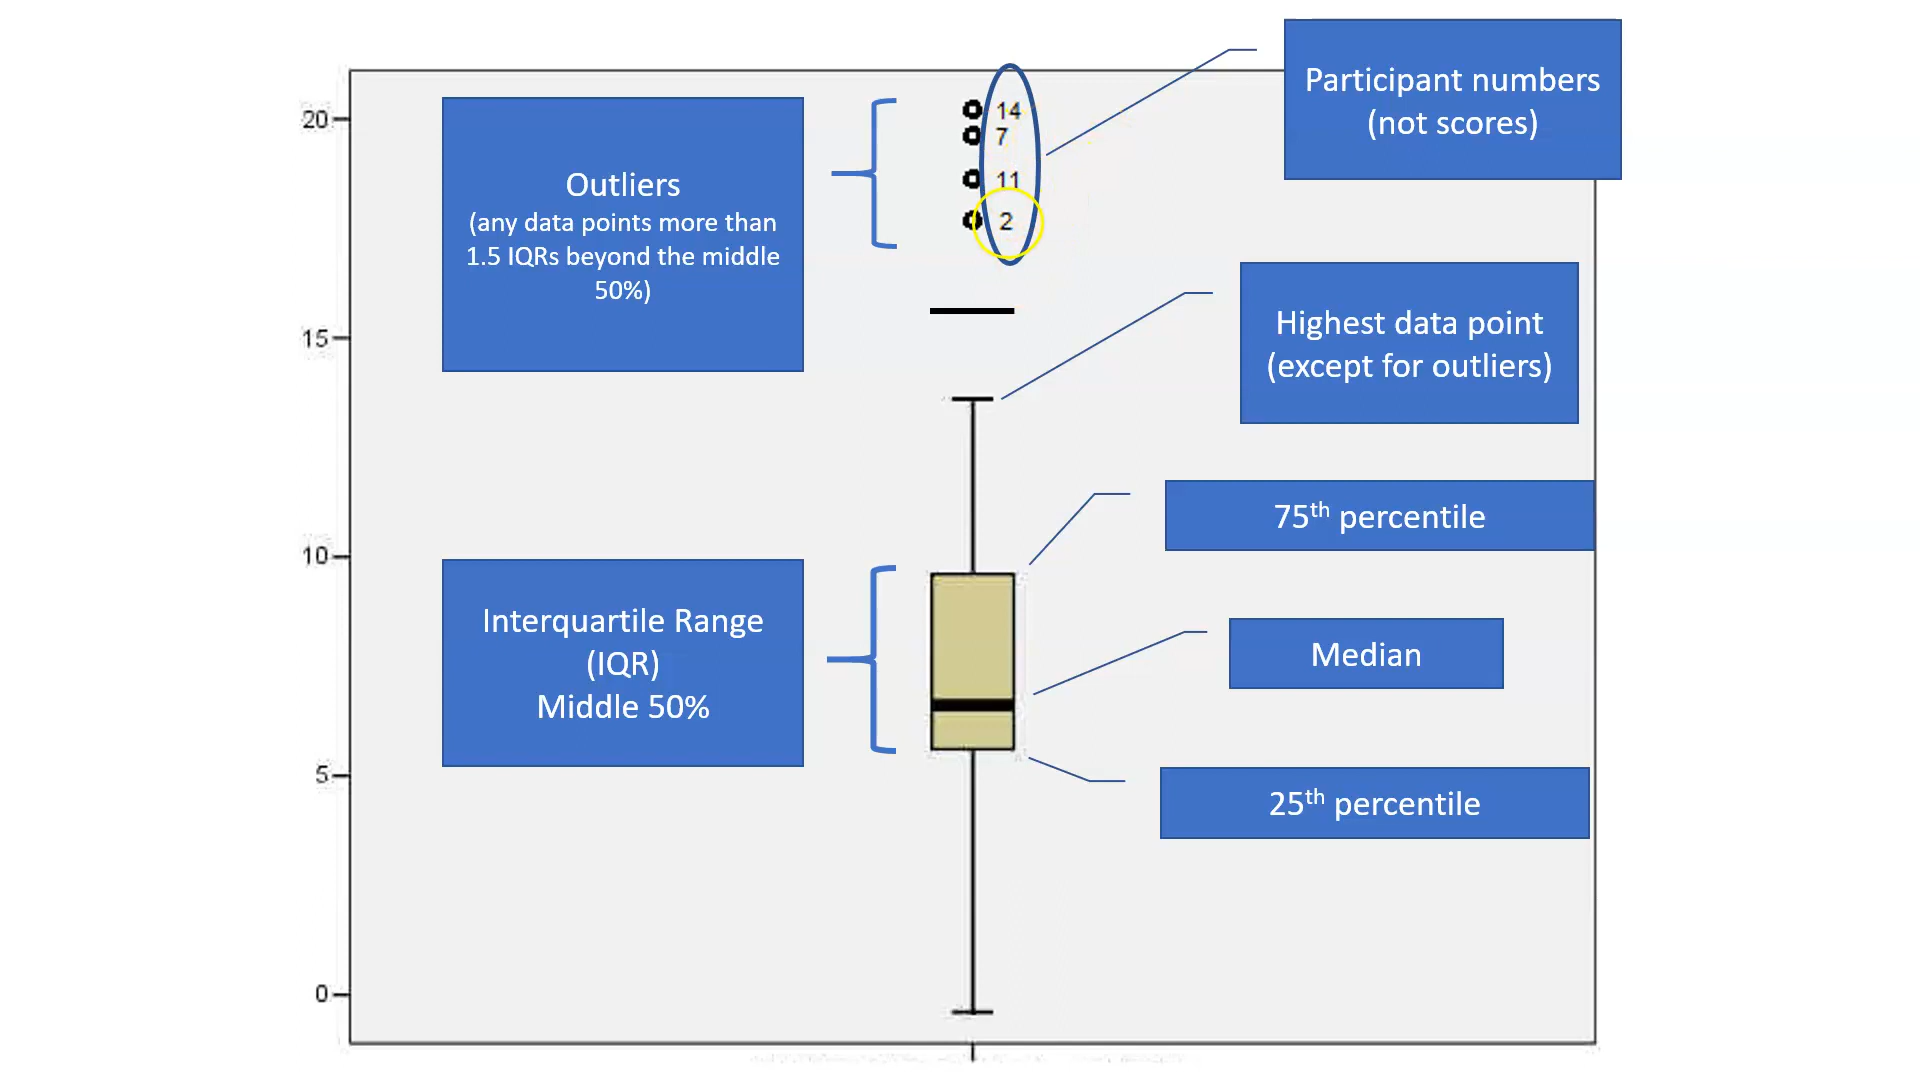 Participant numbers
(not scores)
20
14
7
11
2
Outliers
(any data points more than
1.5 IQRs beyond the middle
50%)
15
Highest data point
(except for outliers)
75th percentile
10
Interquartile Range
(IQR)
Middle 50%
Median
5
25th percentile
0